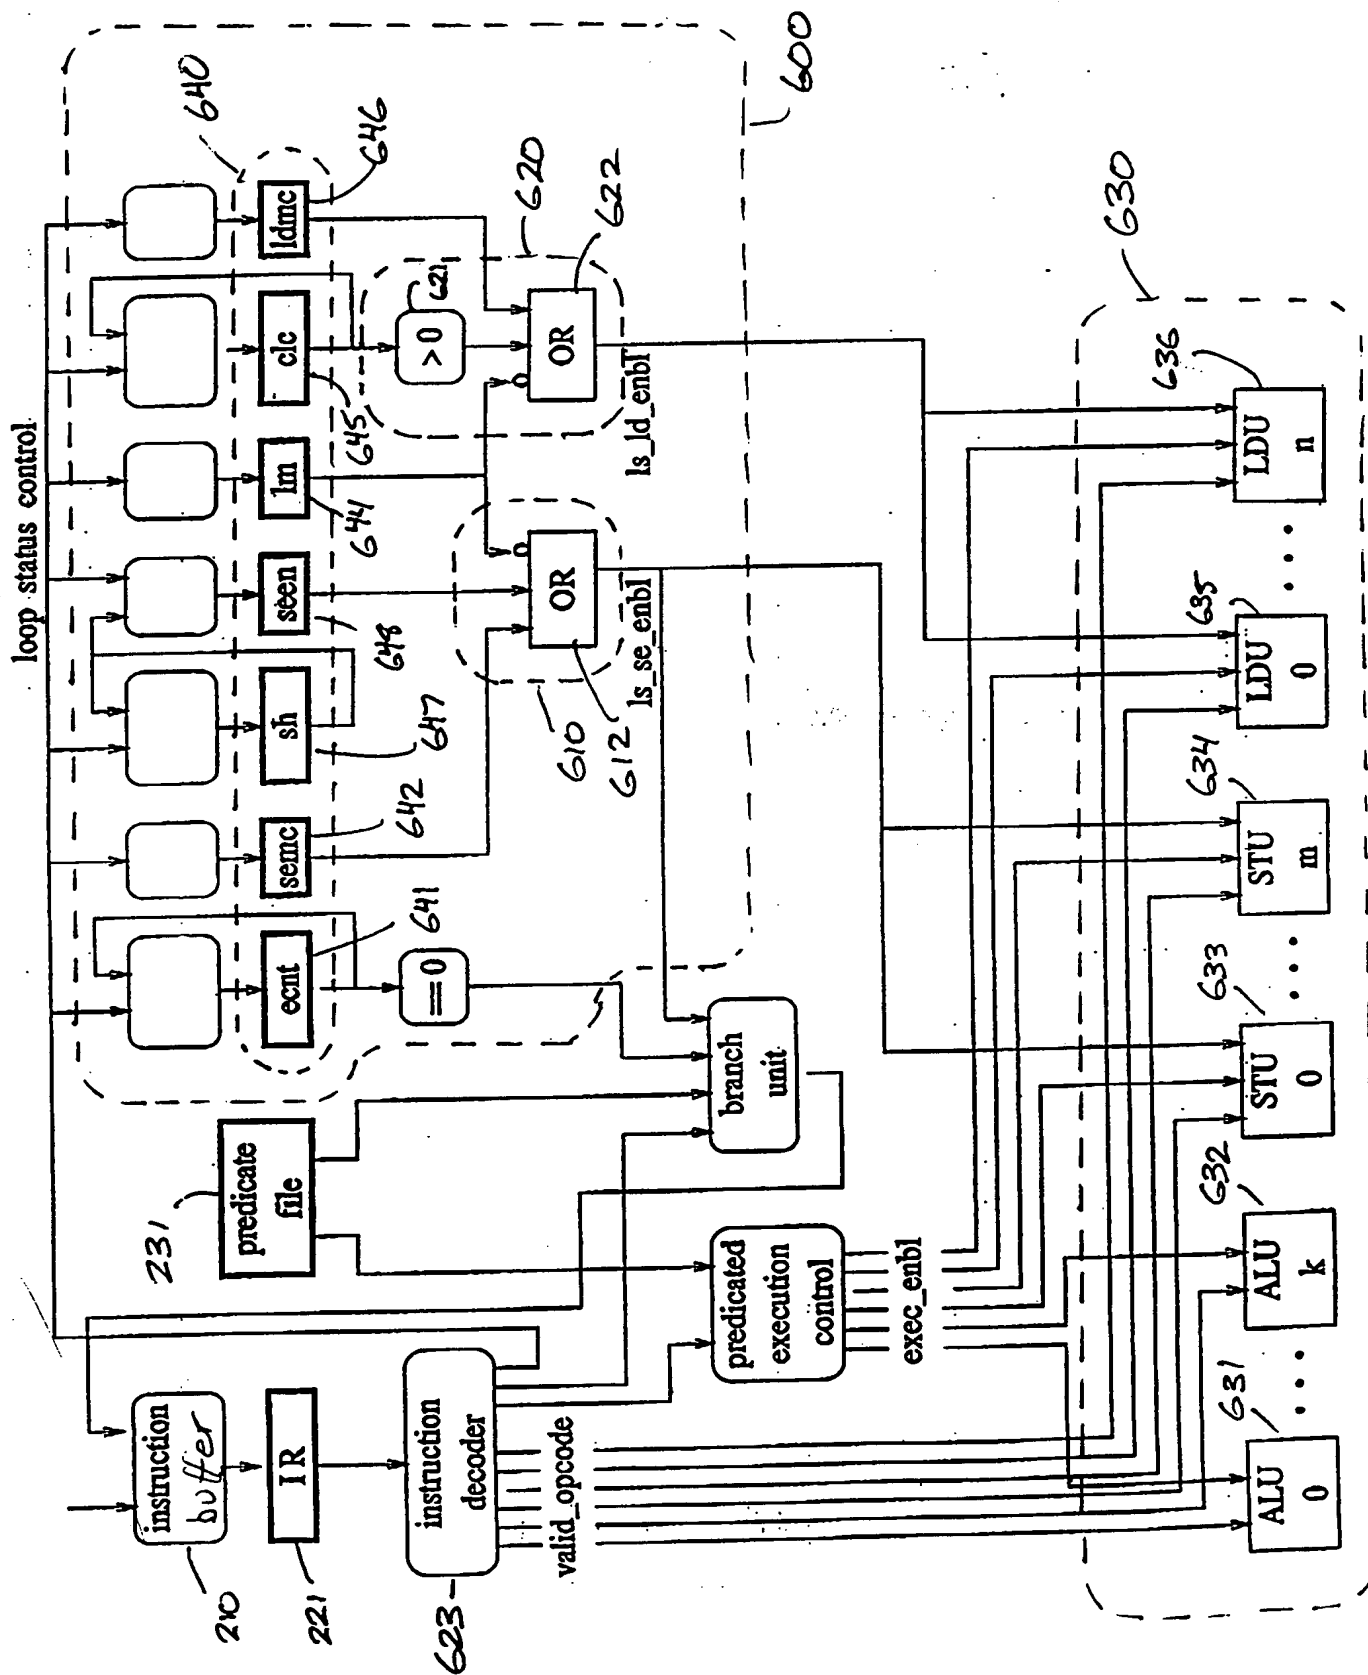 loop status control
640
ecnt
641
semc
642
sh
647
seen
648
lm
644
clc
645
ldmc
646
==0
>0
621
620
OR
612
610
ls_se_enbl
OR
622
ls_ld_enbl
600
231
predicate
file
branch
unit
210
instruction
buffer
221
IR
623
instruction
decoder
valid_opcode
predicated
execution
control
exec_enbl
630
631
ALU
0
....
632
ALU
k
633
STU
0
....
634
STU
m
635
LDU
0
....
636
LDU
n